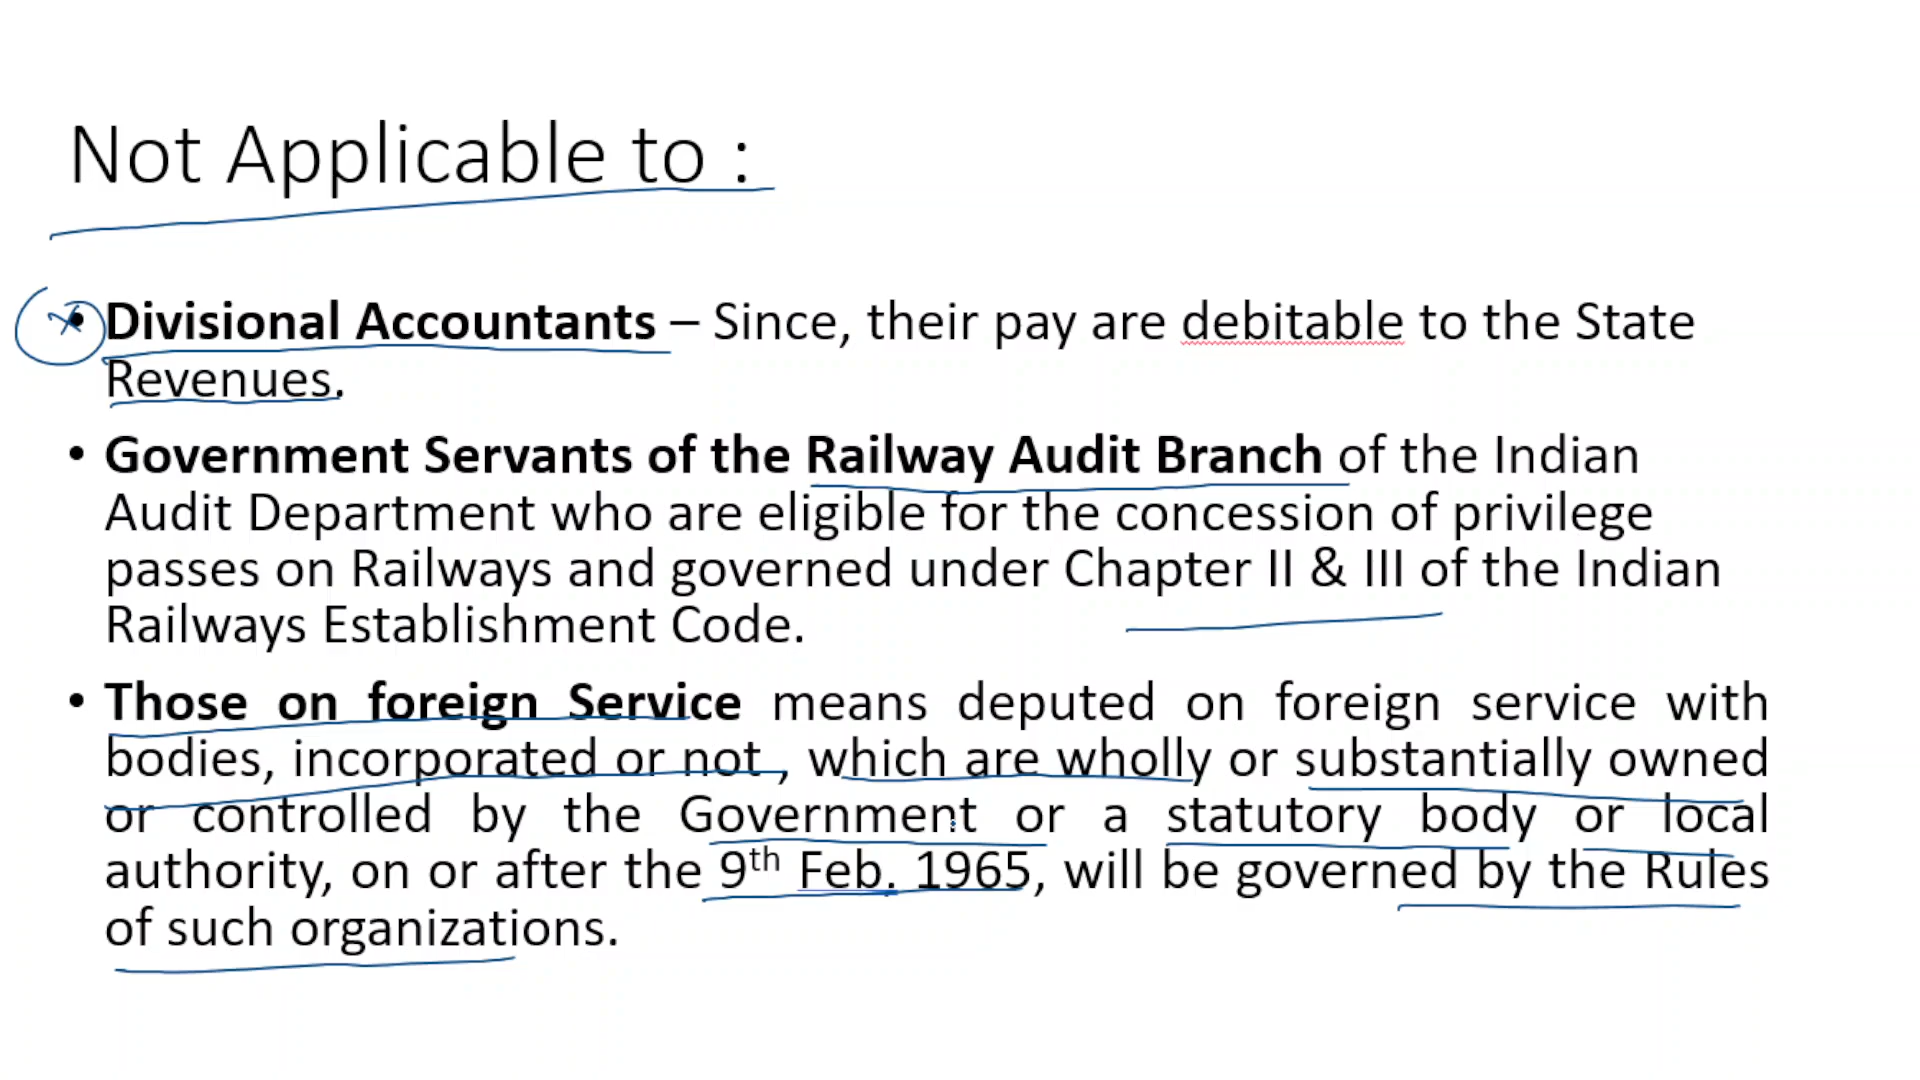 Not Applicable to :
• Divisional Accountants – Since, their pay are debitable to the State
Revenues.
• Government Servants of the Railway Audit Branch of the Indian
Audit Department who are eligible for the concession of privilege
passes on Railways and governed under Chapter II & III of the Indian
Railways Establishment Code.
• Those on foreign Service means deputed on foreign service with
bodies, incorporated or not , which are wholly or substantially owned
or controlled by the Government or a statutory body or local
authority, on or after the 9th Feb. 1965, will be governed by the Rules
of such organizations.